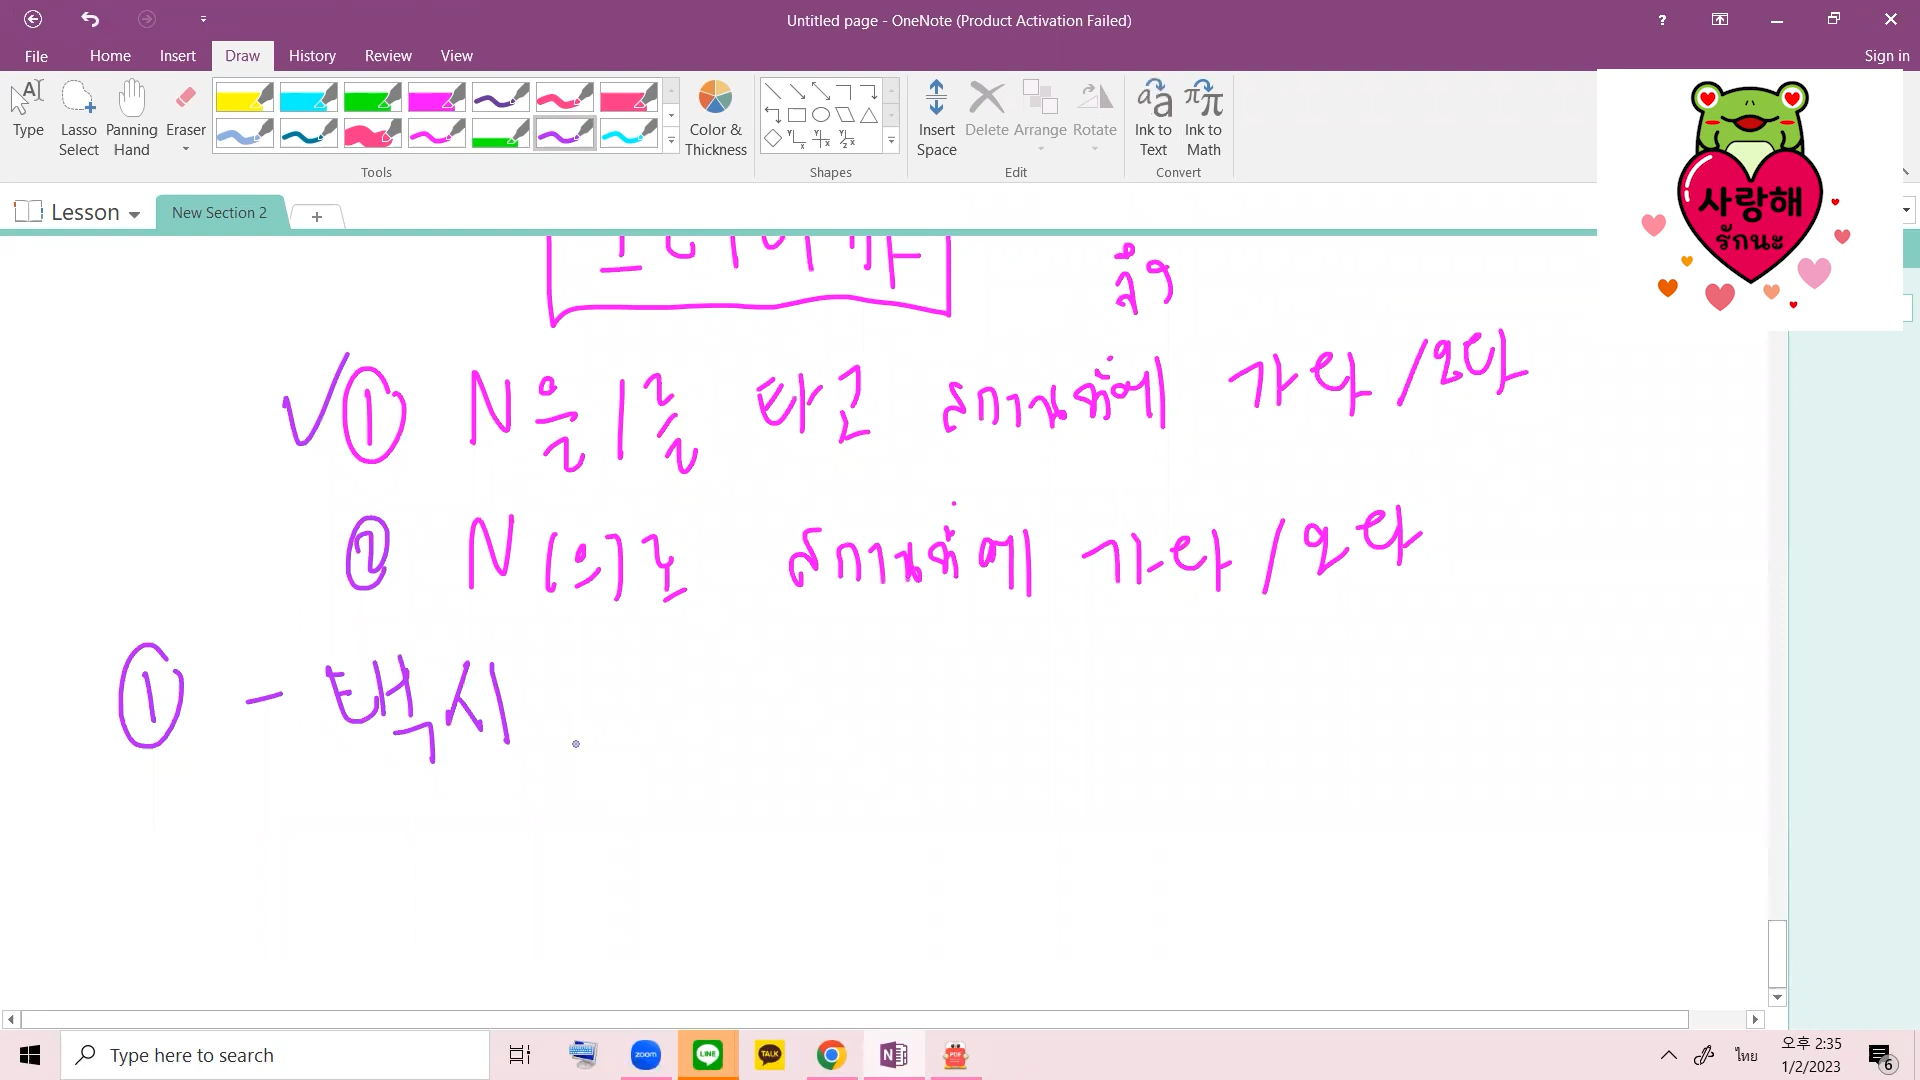 Untitled page - OneNote (Product Activation Failed)
File Home Insert Draw History Review View Sign in
Type Lasso Select Panning Hand Eraser Color & Thickness Insert Space Delete Arrange Rotate Ink to Text Ink to Math
Tools Shapes Edit Convert
Lesson New Section 2 +
사랑해
รักนะ
① N을/를 타고 สถานที่에 가다/오다
② N(으)로 สถานที่에 가다/오다
① - 택시
Type here to search
zoom LINE TALK N PDF ไทย 오후 2:35
1/2/2023 6